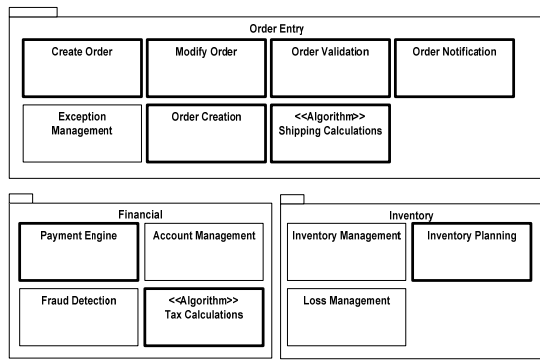 Order Entry
Create Order
Modify Order
Order Validation
Order Notification
Exception
Management
Order Creation
<<Algorithm>>
Shipping Calculations
Financial
Payment Engine
Account Management
Fraud Detection
<<Algorithm>>
Tax Calculations
Inventory
Inventory Management
Inventory Planning
Loss Management